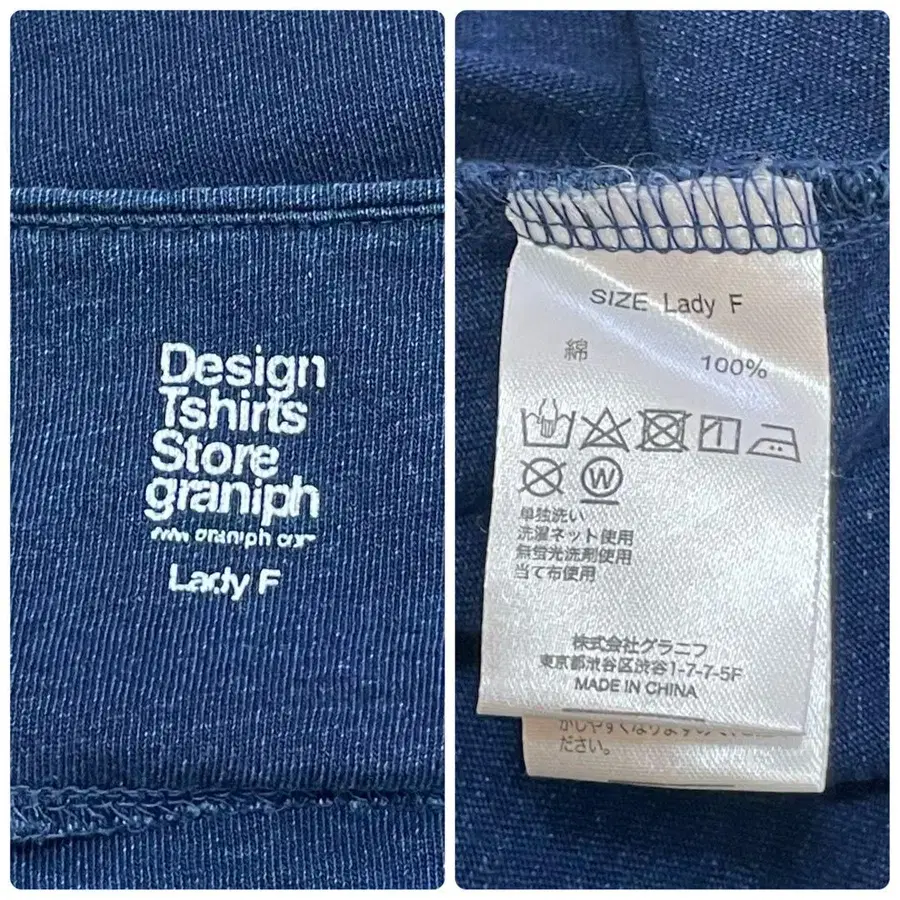 Design
Tshirts
Store
graniph
Lady F
SIZE Lady F
綿 100%
W
単独洗い
洗濯ネット使用
無蛍光洗剤使用
当て布使用
株式会社グラニフ
東京都渋谷区渋谷1-7-7-5F
MADE IN CHINA
ださい。